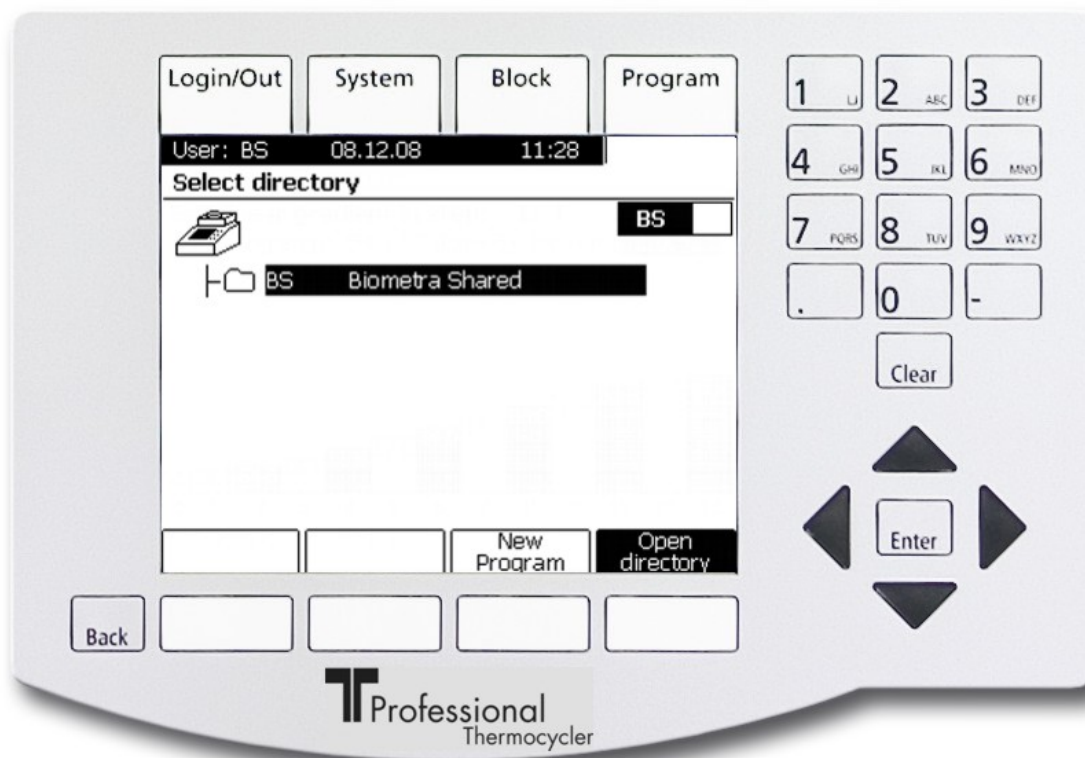 Login/Out System Block Program
User: BS 08.12.08 11:28
Select directory
BS
BS Biometra Shared
New Program
Open directory
Back
1
2 ABC
3 DEF
4 GHI
5 JKL
6 MNO
7 PQRS
8 TUV
9 WXYZ
.
0
-
Clear
Enter
Professional
Thermocycler